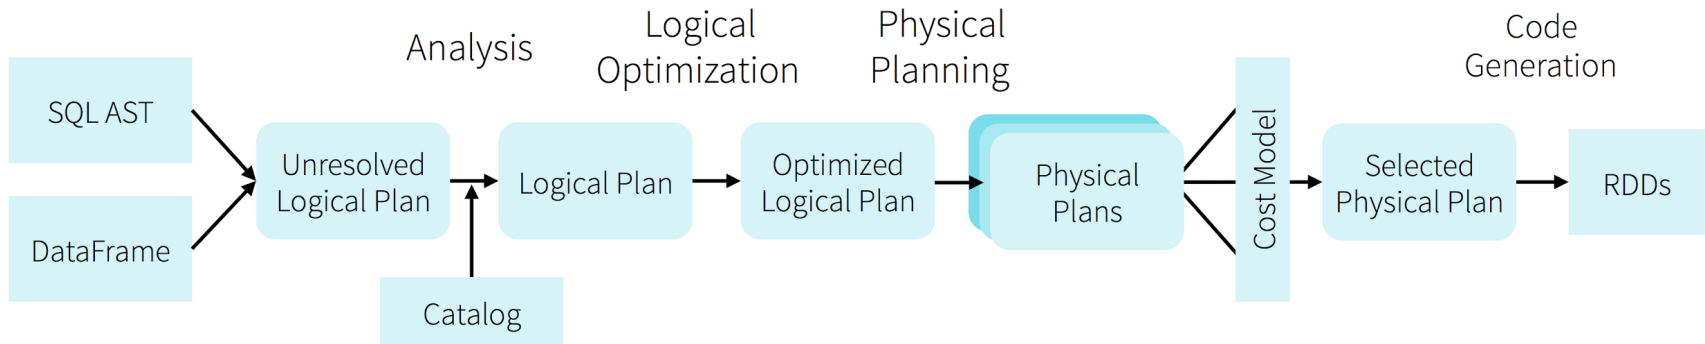 Analysis
Logical
Optimization
Physical
Planning
Code
Generation
SQL AST
DataFrame
Unresolved
Logical Plan
Catalog
Logical Plan
Optimized
Logical Plan
Physical
Plans
Cost Model
Selected
Physical Plan
RDDs